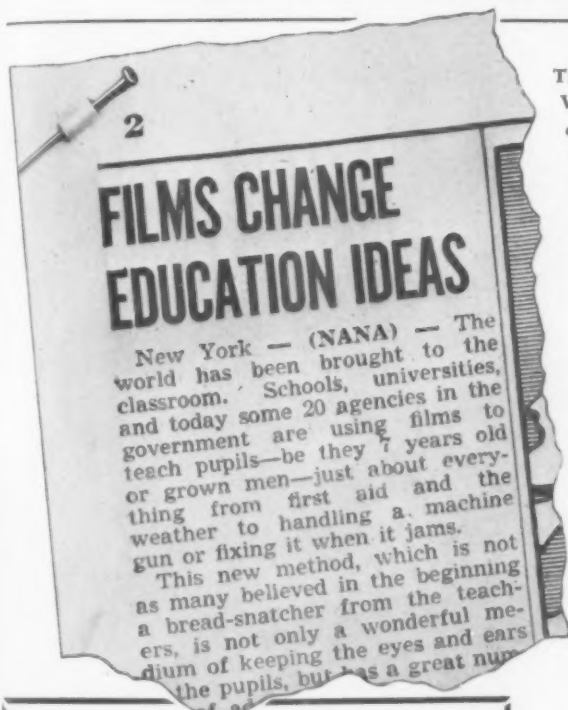 2
FILMS CHANGE
EDUCATION IDEAS
New York — (NANA) — The
world has been brought to the
classroom. Schools, universities,
and today some 20 agencies in the
government are using films to
teach pupils—be they 7 years old
or grown men—just about every-
thing from first aid and the
weather to handling a machine
gun or fixing it when it jams.
This new method, which is not
as many believed in the beginning
a bread-snatcher from the teach-
ers, is not only a wonderful me-
dium of keeping the eyes and ears
the pupils, but has a great num-